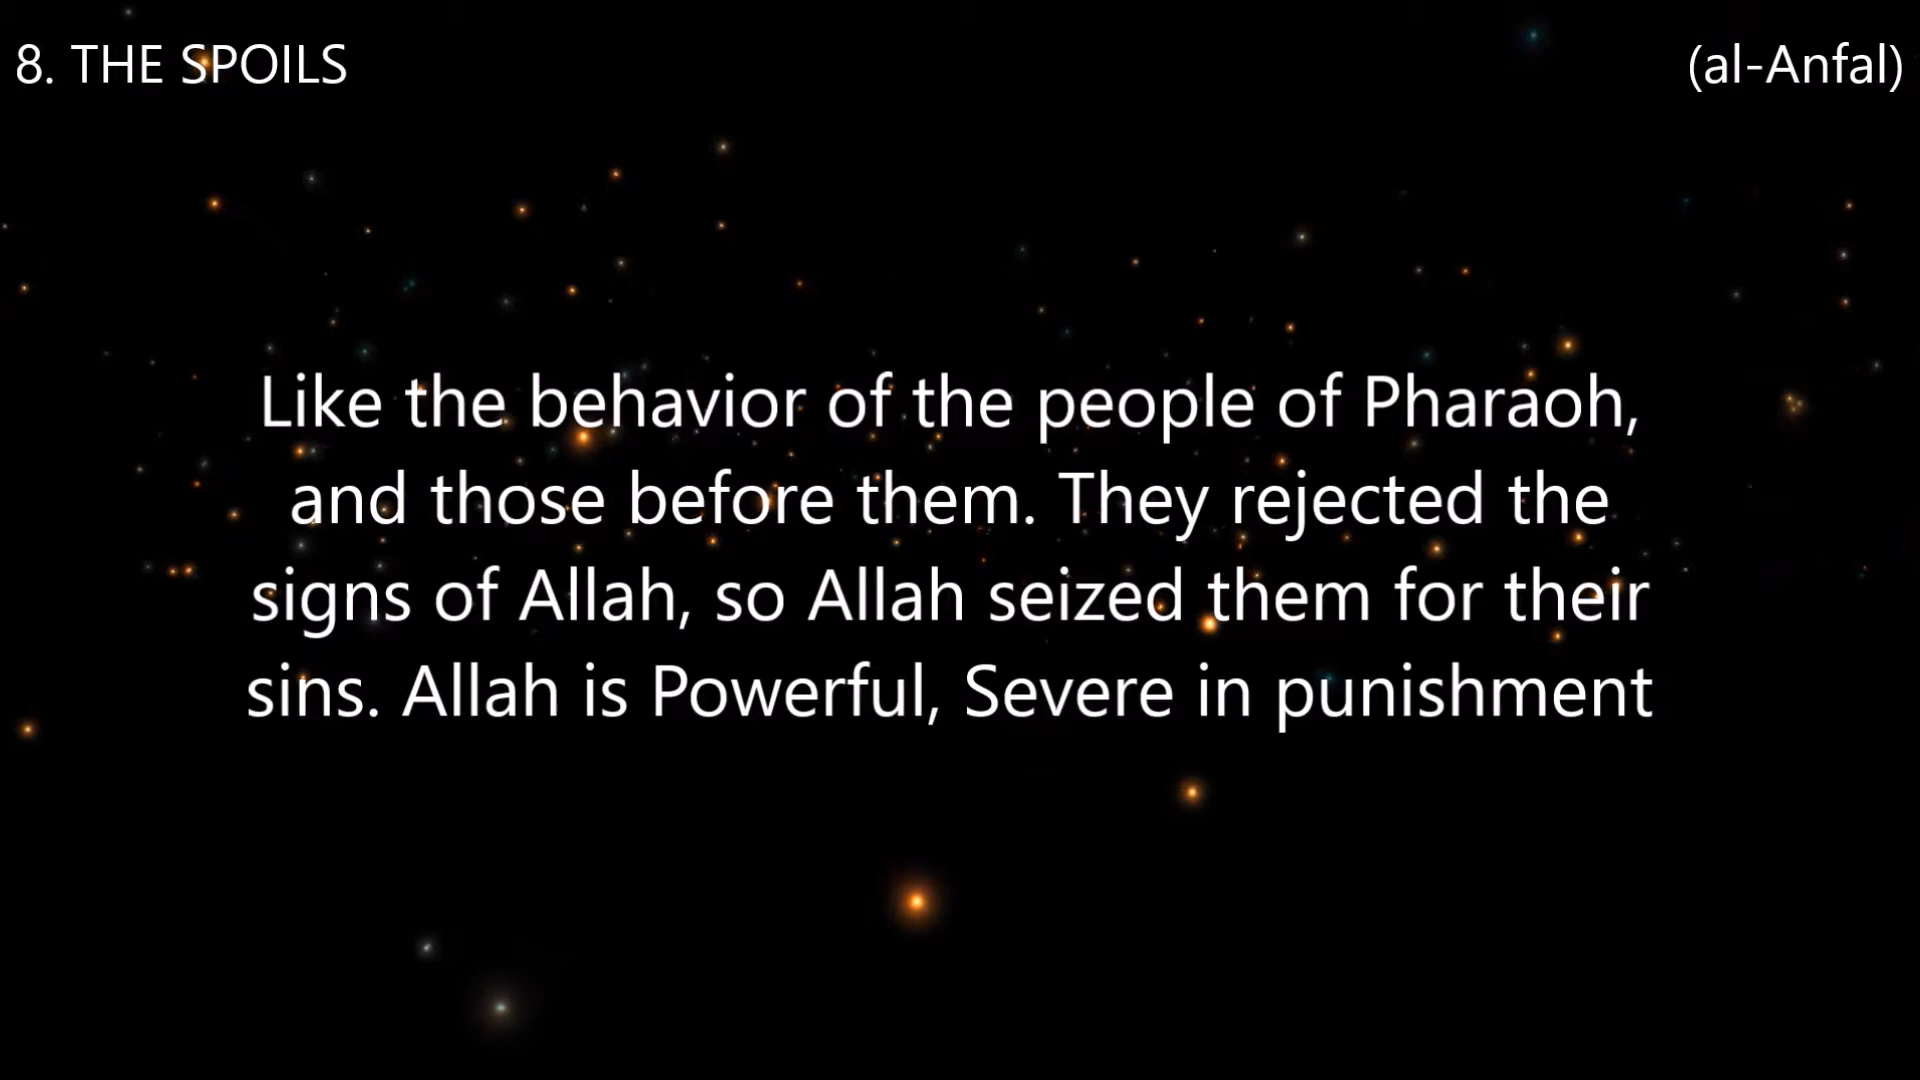 8. THE SPOILS
(al-Anfal)
Like the behavior of the people of Pharaoh,
and those before them. They rejected the
signs of Allah, so Allah seized them for their
sins. Allah is Powerful, Severe in punishment